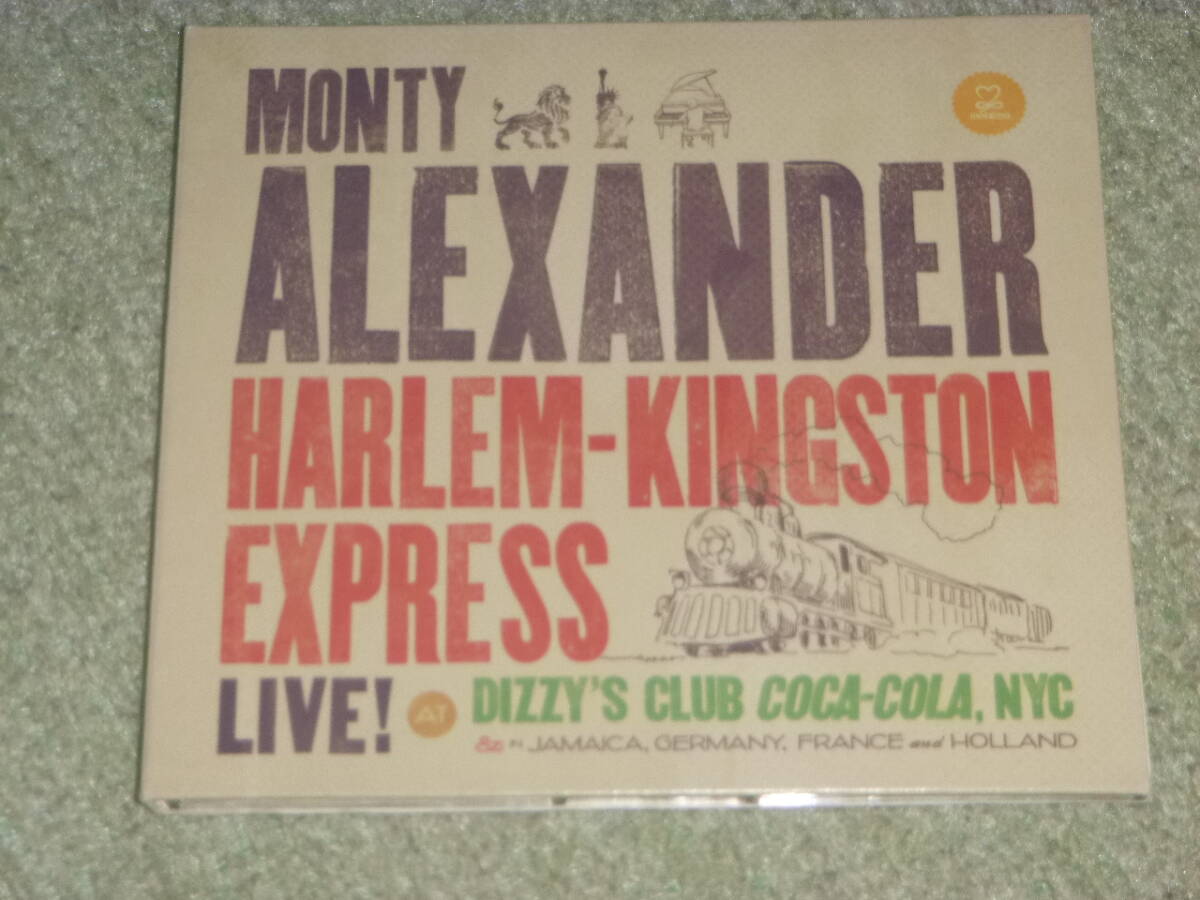 MONTY
ALEXANDER
HARLEM-KINGSTON
EXPRESS
LIVE! AT DIZZY'S CLUB COCA-COLA, NYC
& IN JAMAICA, GERMANY, FRANCE and HOLLAND